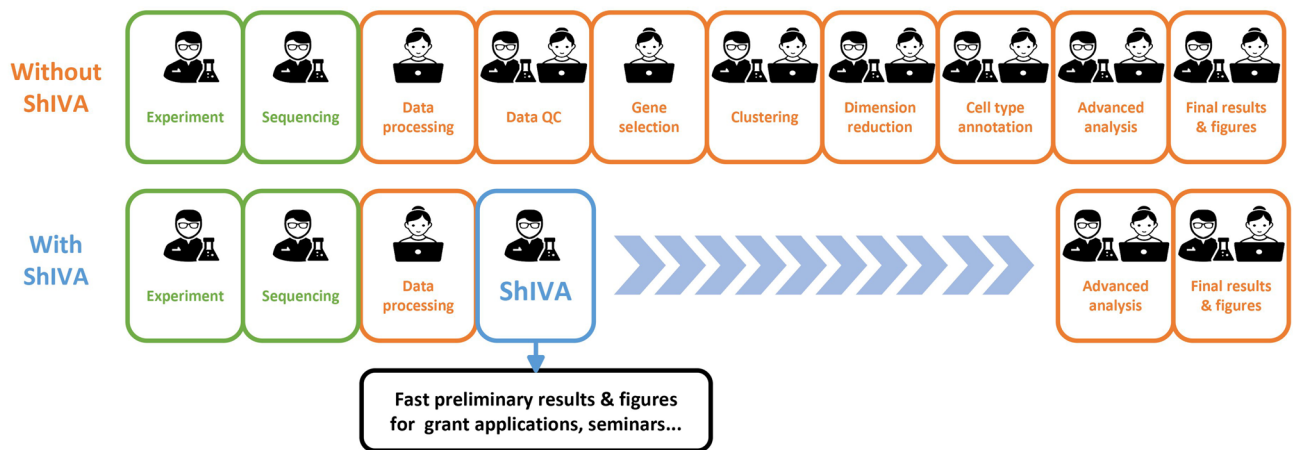 Without
ShIVA
Experiment
Sequencing
Data
processing
Data QC
Gene
selection
Clustering
Dimension
reduction
Cell type
annotation
Advanced
analysis
Final results
& figures
With
ShIVA
Experiment
Sequencing
Data
processing
ShIVA
Advanced
analysis
Final results
& figures
Fast preliminary results & figures
for grant applications, seminars...